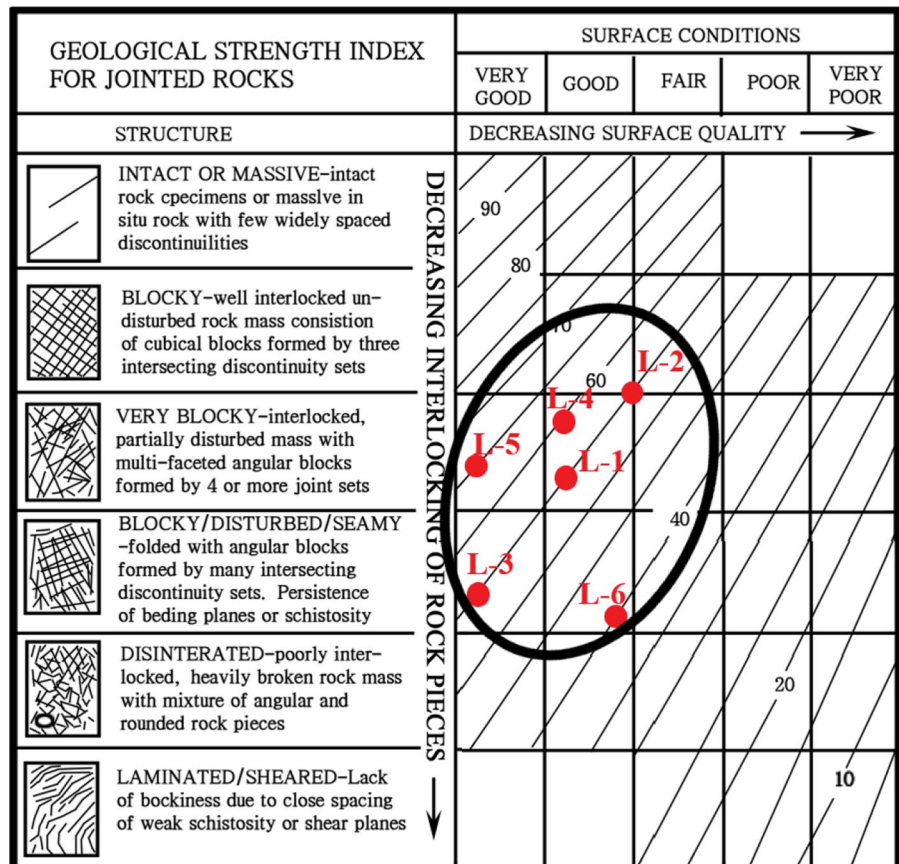 GEOLOGICAL STRENGTH INDEX
FOR JOINTED ROCKS
SURFACE CONDITIONS
VERY
GOOD
GOOD
FAIR
POOR
VERY
POOR
STRUCTURE
DECREASING SURFACE QUALITY
INTACT OR MASSIVE-intact
rock cpecimens or masslve in
situ rock with few widely spaced
discontinuilities
BLOCKY-well interlocked un-
disturbed rock mass consistion
of cubical blocks formed by three
intersecting discontinuity sets
VERY BLOCKY-interlocked,
partially disturbed mass with
multi-faceted angular blocks
formed by 4 or more joint sets
BLOCKY/DISTURBED/SEAMY
-folded with angular blocks
formed by many intersecting
discontinuity sets. Persistence
of beding planes or schistosity
DISINTERATED-poorly inter-
locked, heavily broken rock mass
with mixture of angular and
rounded rock pieces
LAMINATED/SHEARED-Lack
of bockiness due to close spacing
of weak schistosity or shear planes
DECREASING INTERLOCKING OF ROCK PIECES
90
80
70
60
L-2
L-4
L-5
L-1
40
L-3
L-6
20
10